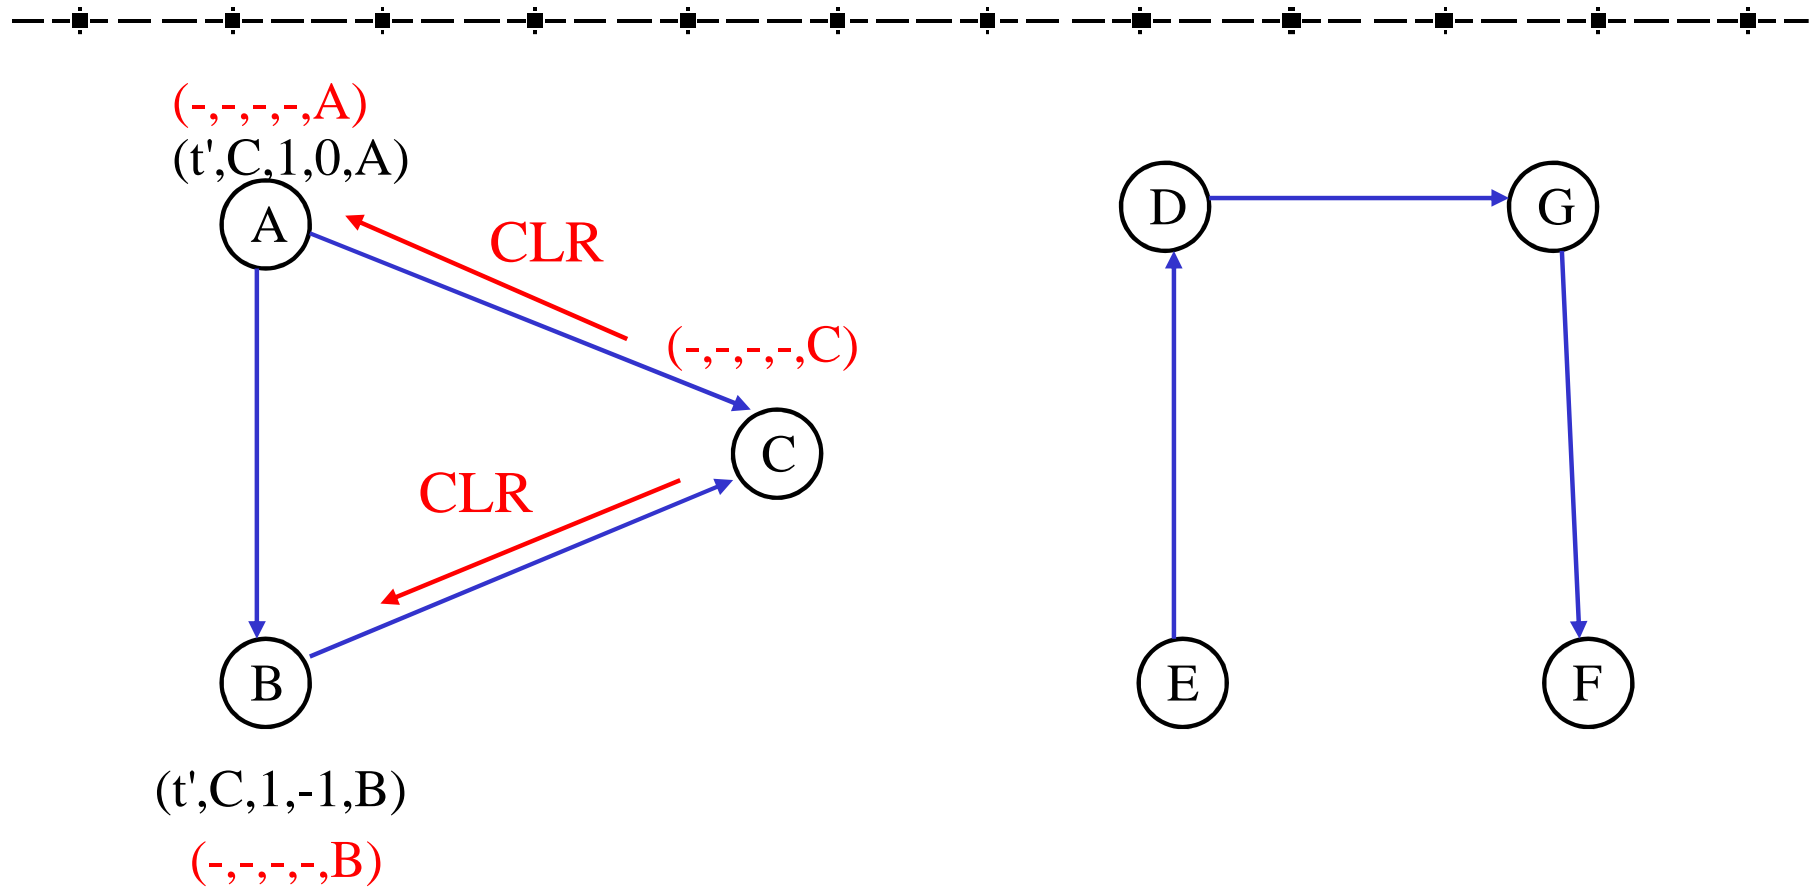 (-,-,-,-,A)
(t',C,1,0,A)
A
CLR
(-,-,-,-,C)
C
CLR
B
(t',C,1,-1,B)
(-,-,-,-,B)
D
G
E
F